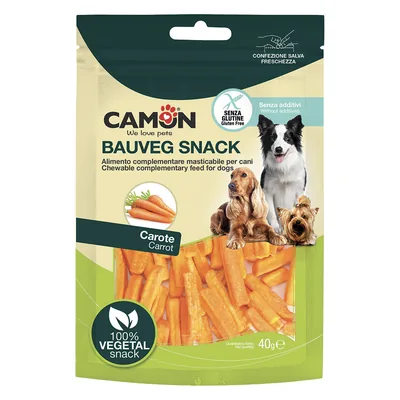 CONFEZIONE SALVA
FRESCHEZZA
CAMON
We love pets
SENZA
GLUTINE
Gluten Free
Senza additivi
Without additives
BAUVEG SNACK
Alimento complementare masticabile per cani
Chewable complementary feed for dogs
Carote
Carrot
100%
VEGETAL
snack
40g℮